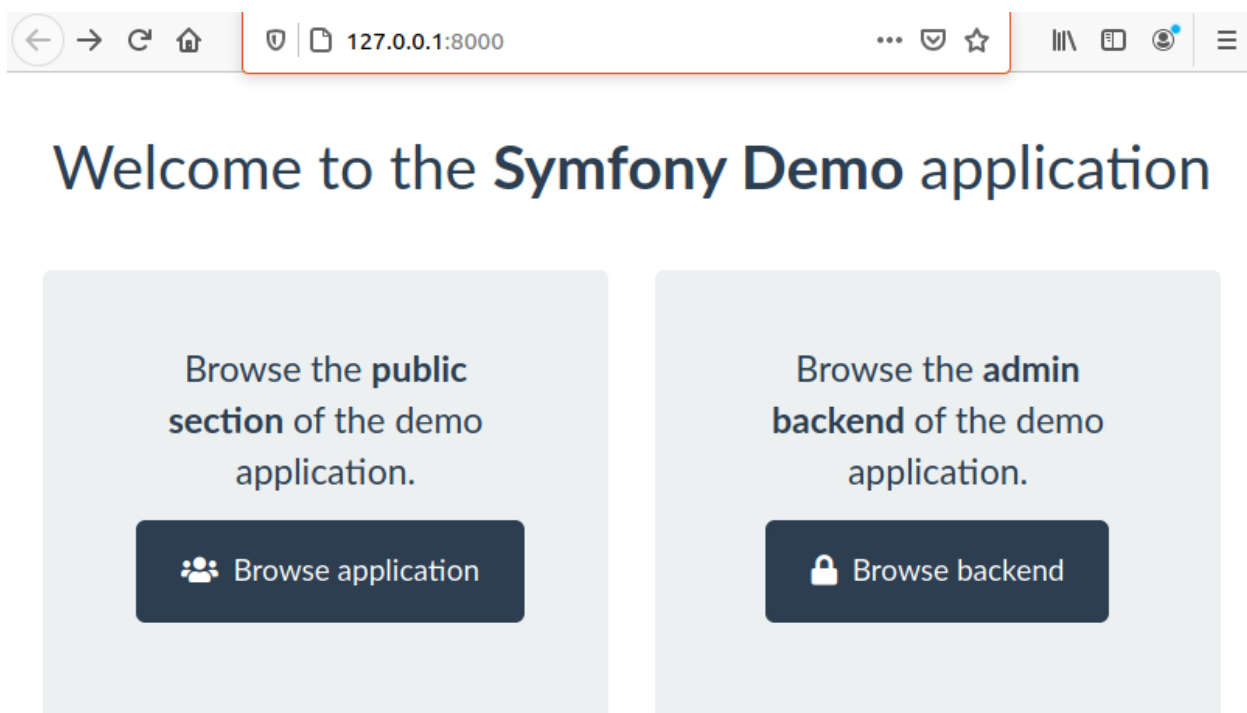 127.0.0.1:8000
Welcome to the Symfony Demo application
Browse the public
section of the demo
application.
Browse application
Browse the admin
backend of the demo
application.
Browse backend